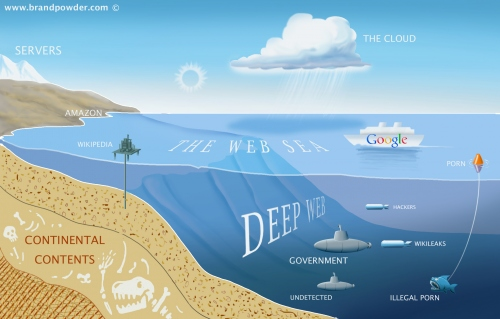 www.brandpowder.com ©
SERVERS
THE CLOUD
AMAZON
WIKIPEDIA
THE WEB SEA
Google
PORN
DEEP WEB
HACKERS
WIKILEAKS
GOVERNMENT
CONTINENTAL
CONTENTS
UNDETECTED
ILLEGAL PORN